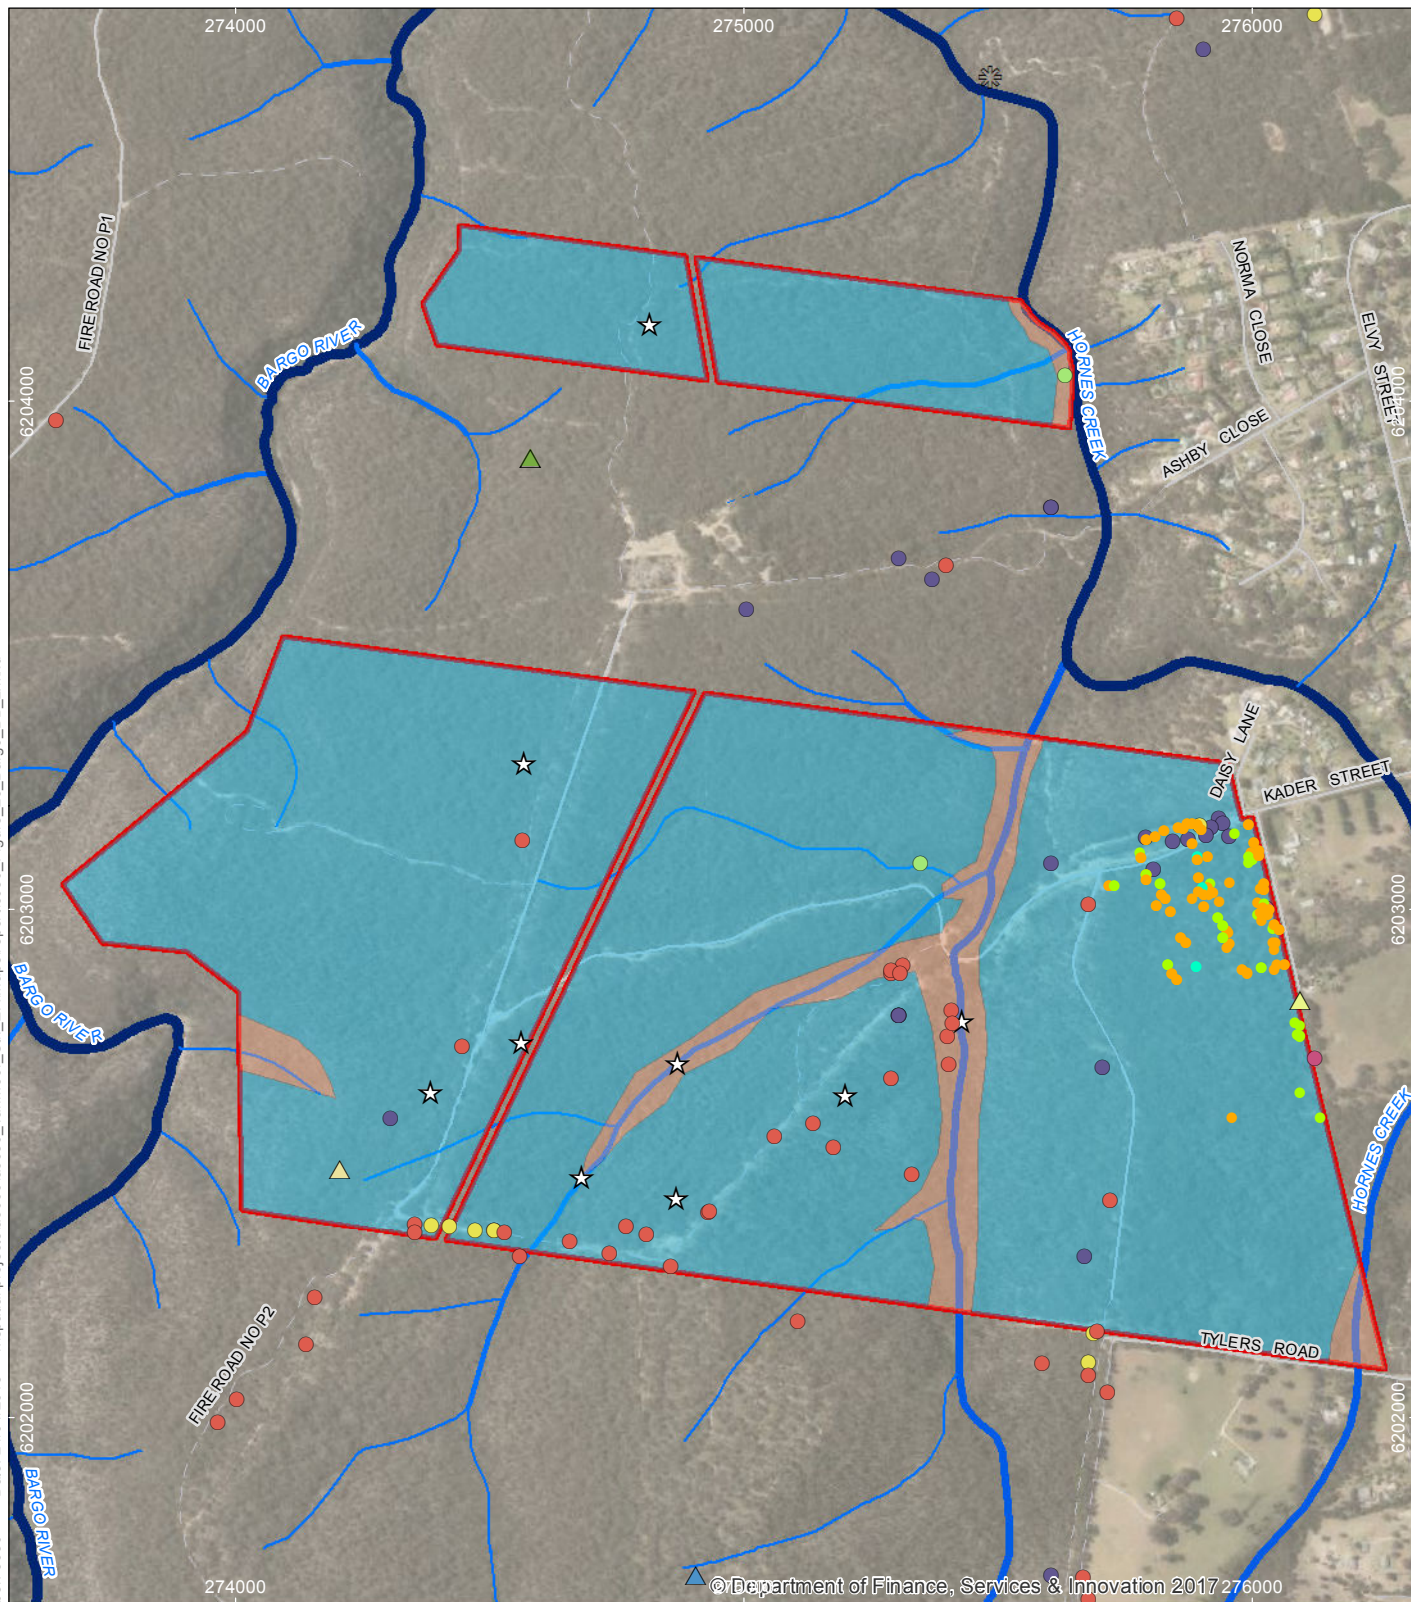 274000
275000
276000
FIRE ROAD NO P1
NORMA CLOSE
ELVY STREET
BARGO RIVER
HORNES CREEK
6204000
6204000
ASHBY CLOSE
DAISY LANE
KADER STREET
6203000
6203000
BARGO RIVER
HORNES CREEK
TYLERS ROAD
FIRE ROAD NO P2
6202000
6202000
BARGO RIVER
274000
© Department of Finance, Services & Innovation 2017
276000